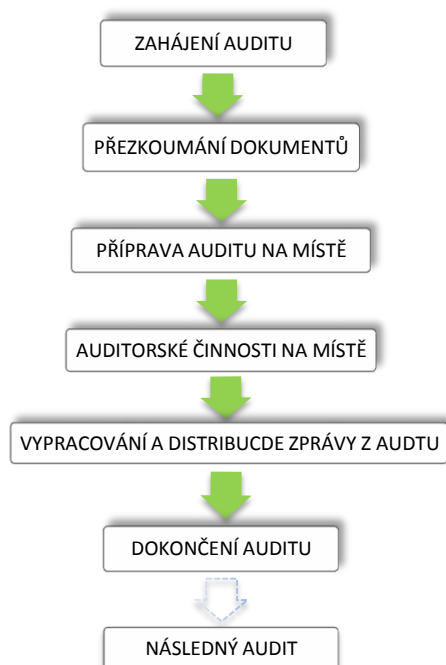 ZAHÁJENÍ AUDITU
PŘEZKOUMÁNÍ DOKUMENTŮ
PŘÍPRAVA AUDITU NA MÍSTĚ
AUDITORSKÉ ČINNOSTI NA MÍSTĚ
VYPRACOVÁNÍ A DISTRIBUCDE ZPRÁVY Z AUDTU
DOKONČENÍ AUDITU
NÁSLEDNÝ AUDIT